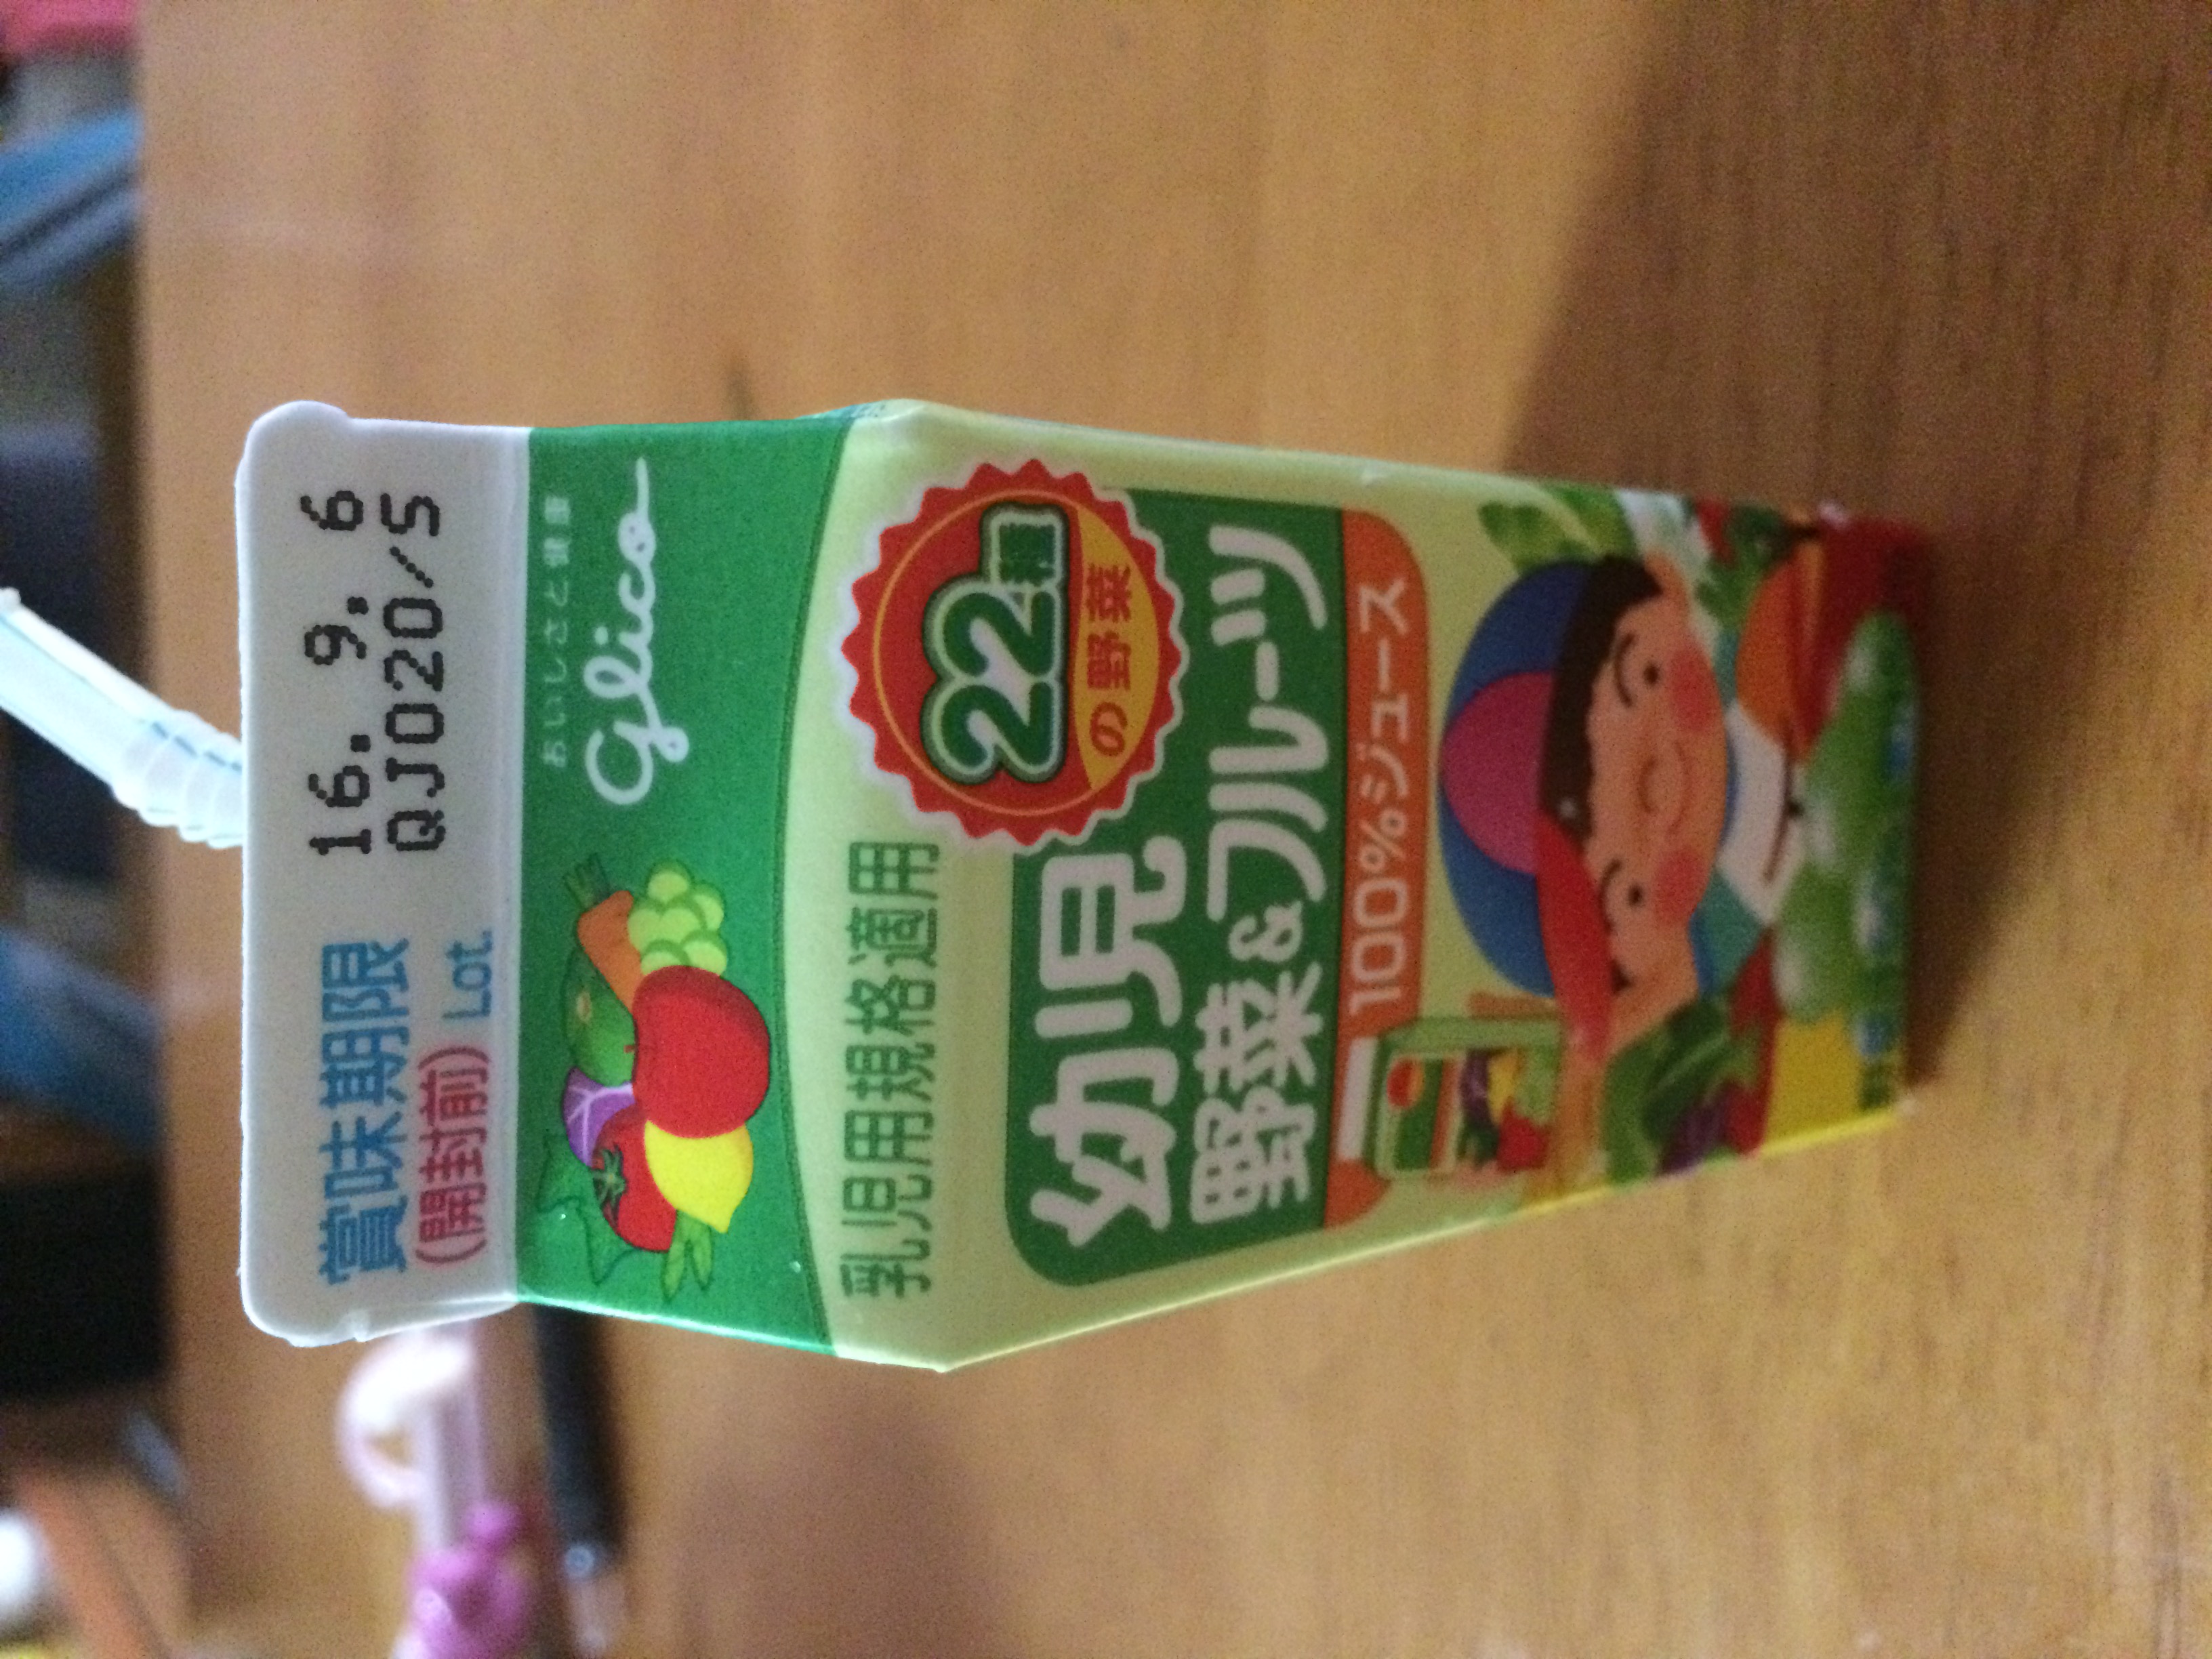 賞味期限 16. 9. 6
(開封前) Lot. QJ020/5
おいしさと健康
Glico
乳児用規格適用
22種
の野菜
幼児
野菜&フルーツ
100%ジュース